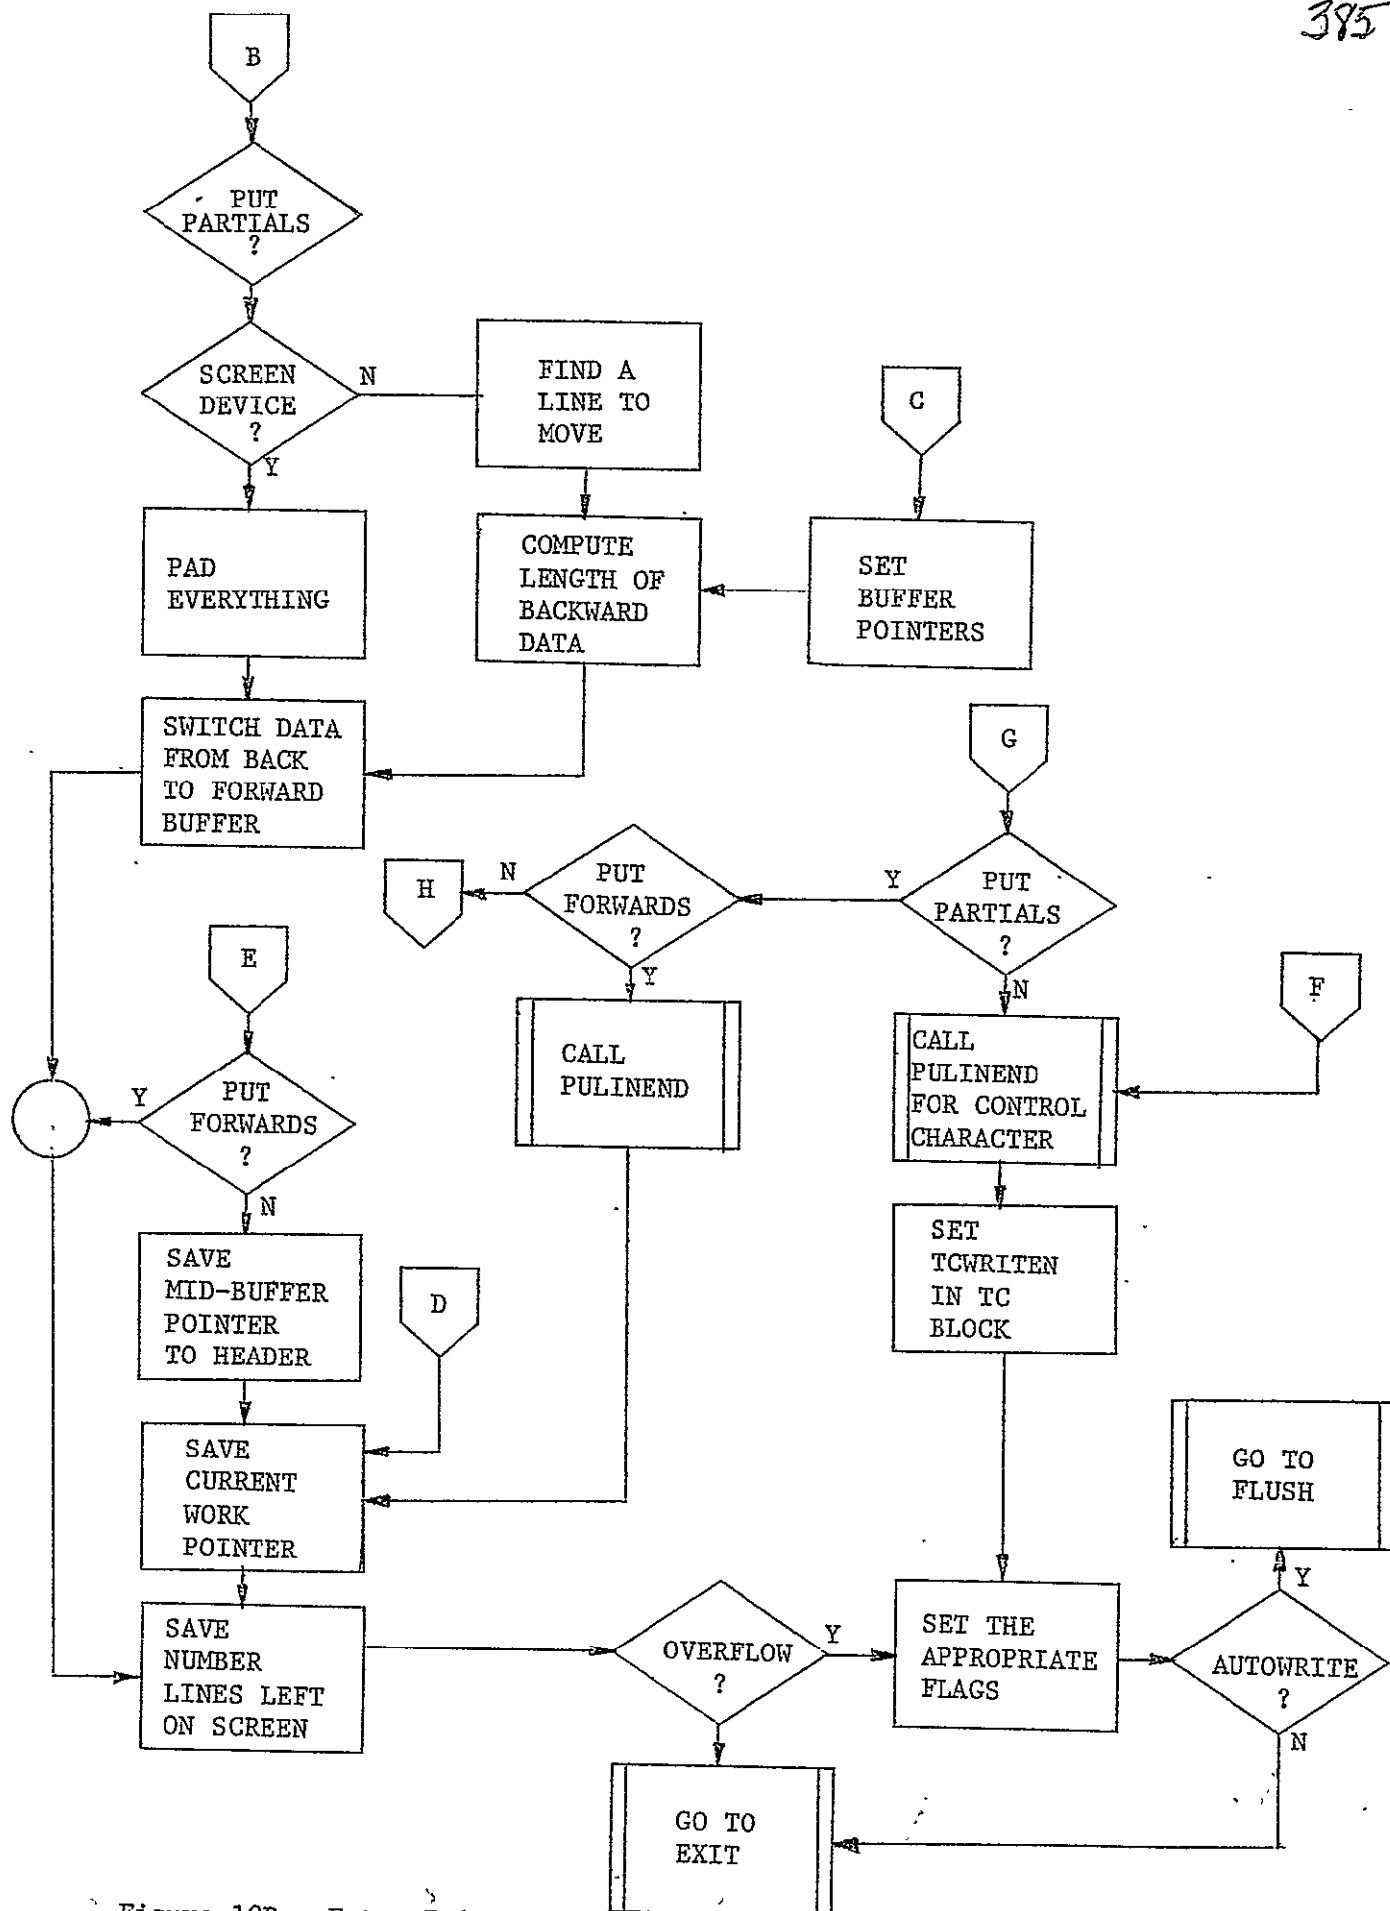 385
B
PUT
PARTIALS
?
SCREEN
DEVICE
?
N
Y
FIND A
LINE TO
MOVE
C
PAD
EVERYTHING
COMPUTE
LENGTH OF
BACKWARD
DATA
SET
BUFFER
POINTERS
SWITCH DATA
FROM BACK
TO FORWARD
BUFFER
G
H
N
PUT
FORWARDS
?
Y
Y
PUT
PARTIALS
?
N
E
F
CALL
PULINEND
CALL
PULINEND
FOR CONTROL
CHARACTER
Y
PUT
FORWARDS
?
N
SET
TCWRITEN
IN TC
BLOCK
SAVE
MID-BUFFER
POINTER
TO HEADER
D
SAVE
CURRENT
WORK
POINTER
GO TO
FLUSH
SAVE
NUMBER
LINES LEFT
ON SCREEN
OVERFLOW
?
Y
SET THE
APPROPRIATE
FLAGS
Y
AUTOWRITE
?
N
GO TO
EXIT